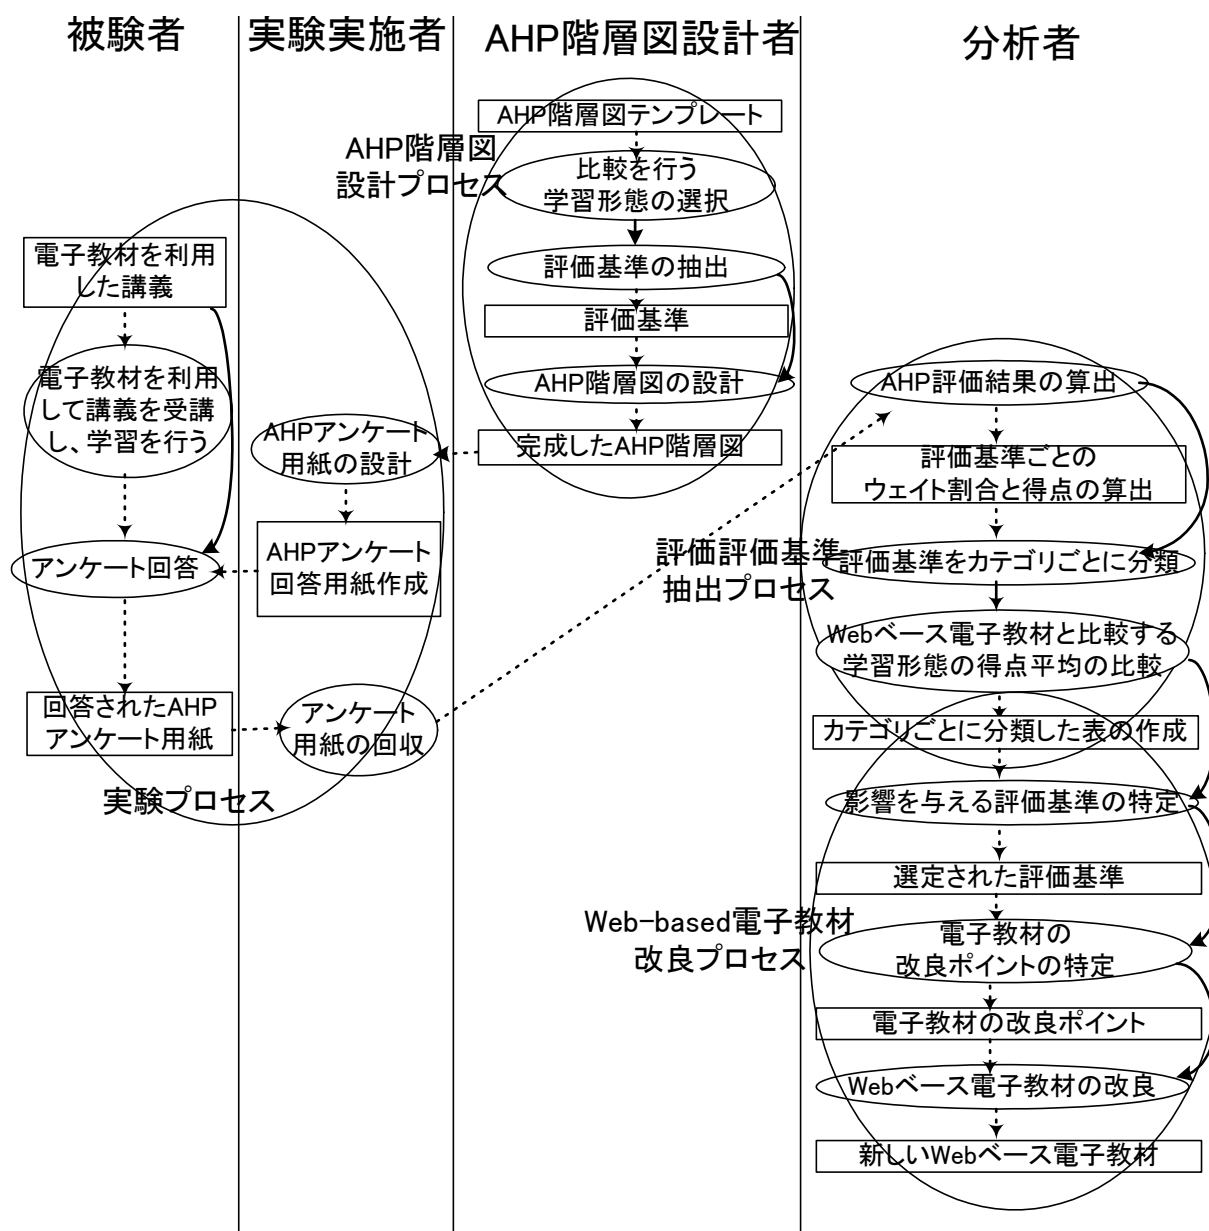 被験者
実験実施者
AHP階層図設計者
分析者
AHP階層図
設計プロセス
AHP階層図テンプレート
比較を行う
学習形態の選択
評価基準の抽出
評価基準
AHP階層図の設計
完成したAHP階層図
電子教材を利用
した講義
電子教材を利用
して講義を受講
し、学習を行う
アンケート回答
回答されたAHP
アンケート用紙
AHPアンケート
用紙の設計
AHPアンケート
回答用紙作成
アンケート
用紙の回収
実験プロセス
評価評価基準
抽出プロセス
AHP評価結果の算出
評価基準ごとの
ウェイト割合と得点の算出
評価基準をカテゴリごとに分類
Webベース電子教材と比較する
学習形態の得点平均の比較
カテゴリごとに分類した表の作成
影響を与える評価基準の特定
選定された評価基準
Web-based電子教材
改良プロセス
電子教材の
改良ポイントの特定
電子教材の改良ポイント
Webベース電子教材の改良
新しいWebベース電子教材